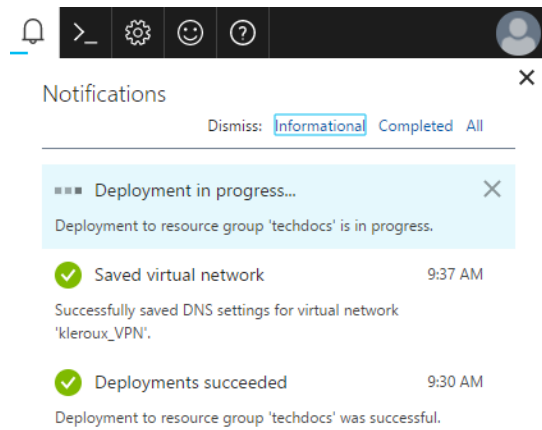 Notifications
Dismiss: Informational Completed All
Deployment in progress...
Deployment to resource group 'techdocs' is in progress.
Saved virtual network 9:37 AM
Successfully saved DNS settings for virtual network
'kleroux_VPN'.
Deployments succeeded 9:30 AM
Deployment to resource group 'techdocs' was successful.